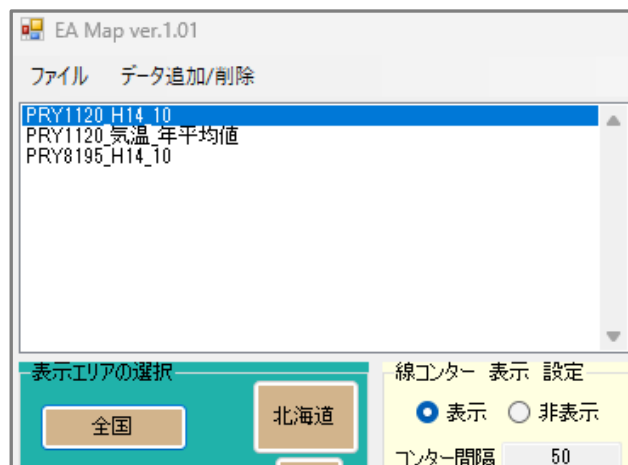 EA Map ver.1.01
ファイル データ追加/削除
PRY1120_H14_10
PRY1120_気温_年平均値
PRY8195_H14_10
表示エリアの選択
全国
北海道
線コンター 表示 設定
表示 非表示
コンター間隔 50